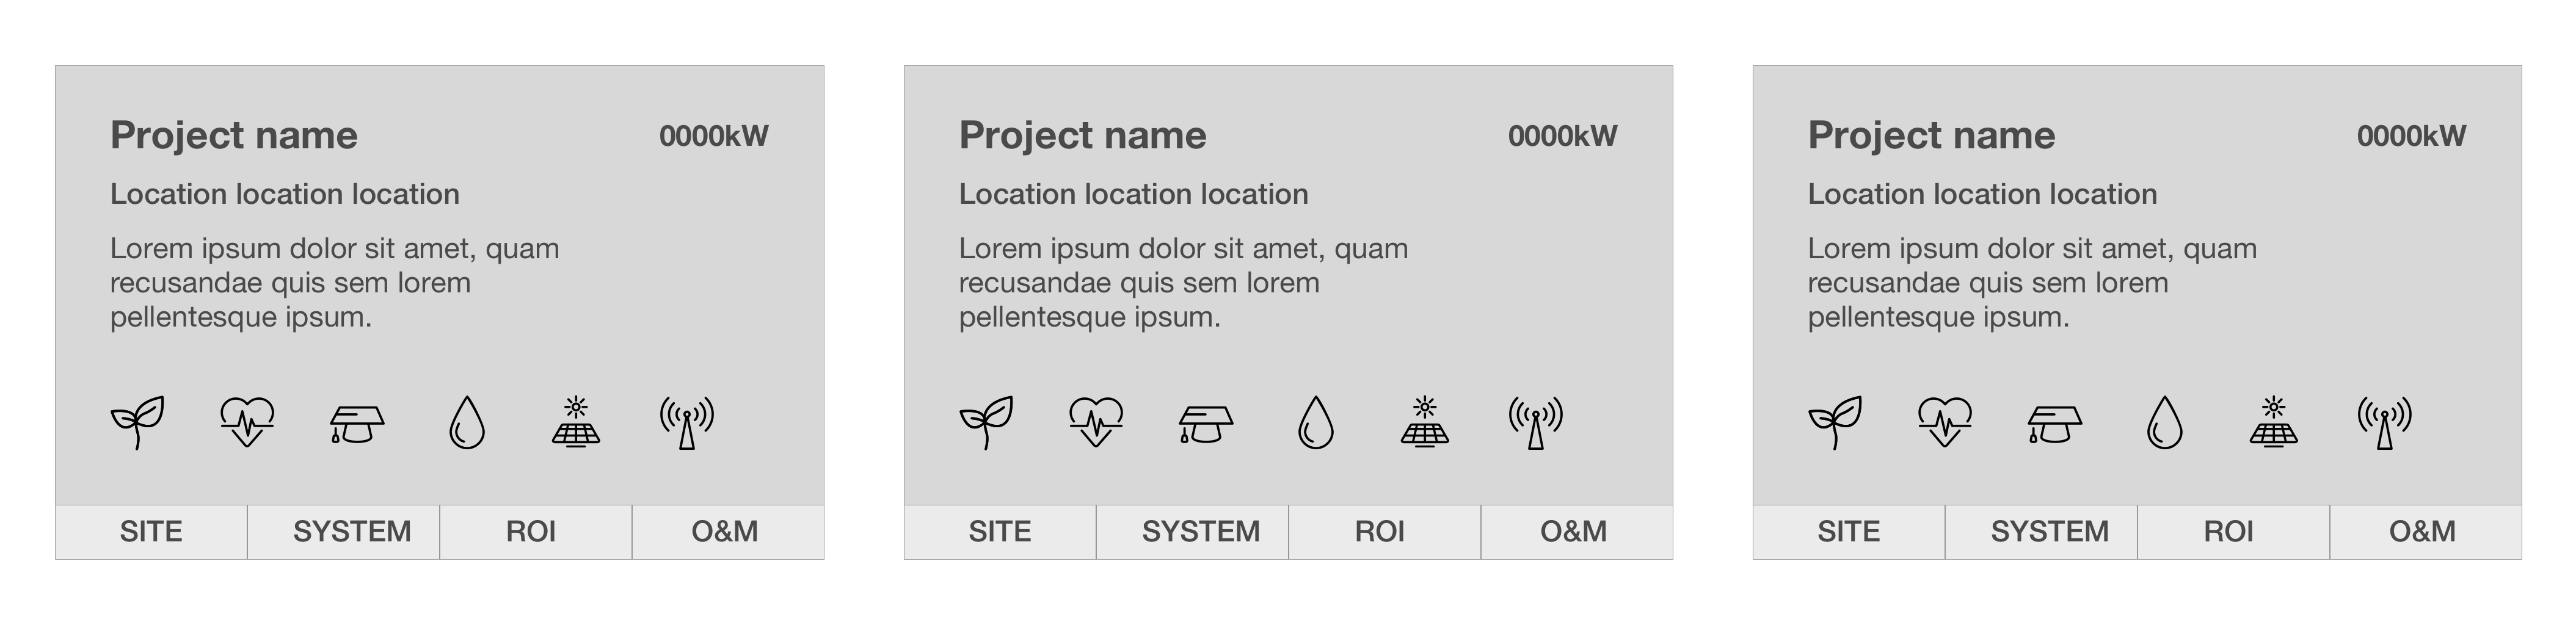 Project name
0000kW
Location location location
Lorem ipsum dolor sit amet, quam
recusandae quis sem lorem
pellentesque ipsum.
SITE
SYSTEM
ROI
O&M
Project name
0000kW
Location location location
Lorem ipsum dolor sit amet, quam
recusandae quis sem lorem
pellentesque ipsum.
SITE
SYSTEM
ROI
O&M
Project name
0000kW
Location location location
Lorem ipsum dolor sit amet, quam
recusandae quis sem lorem
pellentesque ipsum.
SITE
SYSTEM
ROI
O&M